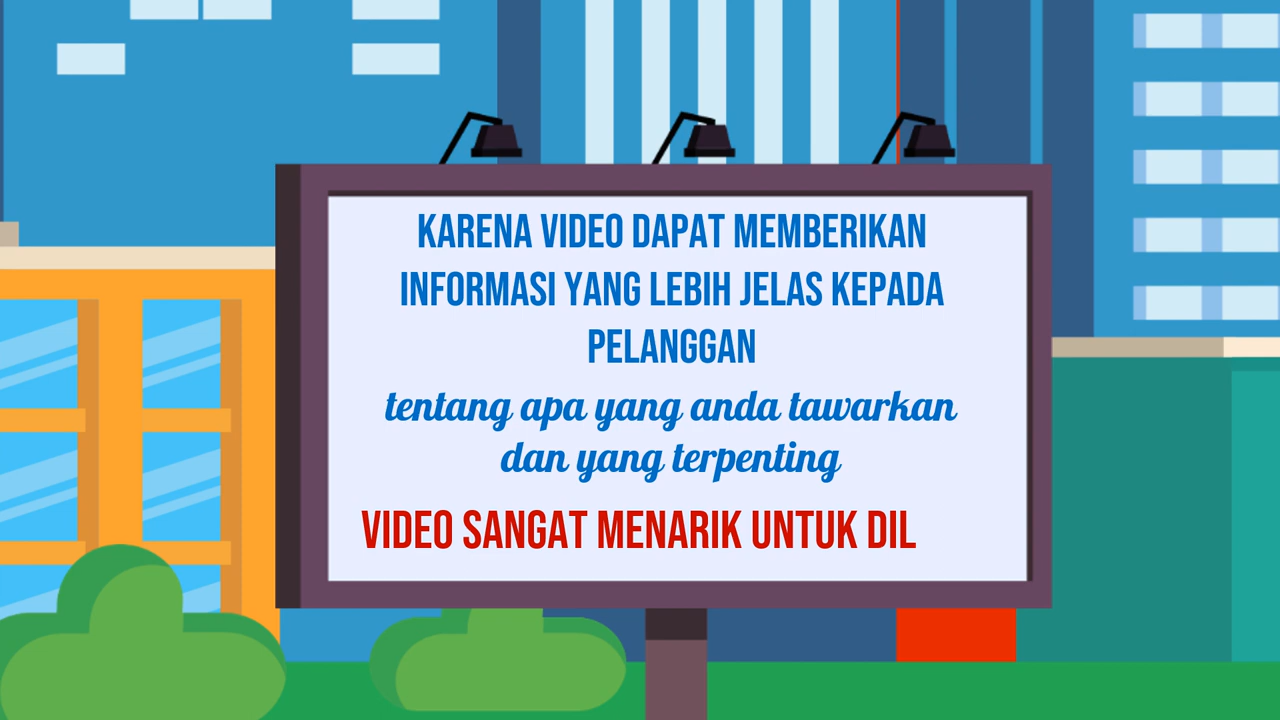 KARENA VIDEO DAPAT MEMBERIKAN
INFORMASI YANG LEBIH JELAS KEPADA
PELANGGAN
tentang apa yang anda tawarkan
dan yang terpenting
VIDEO SANGAT MENARIK UNTUK DIL